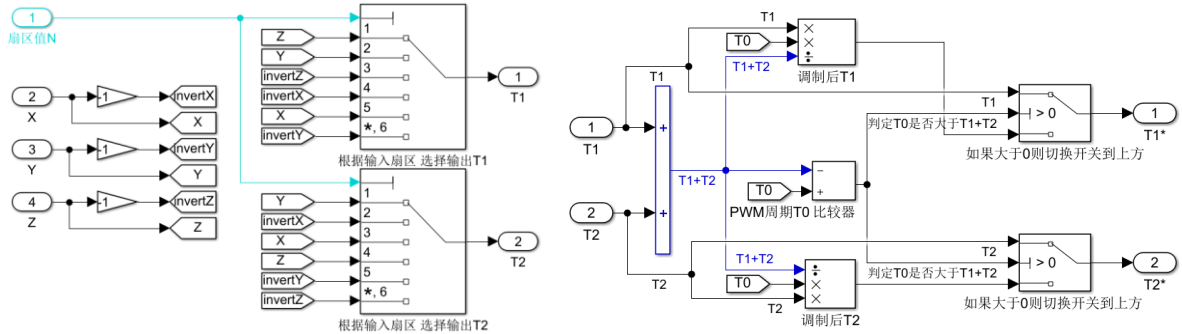 1
扇区值N
2
X
-1
invertX
X
3
Y
-1
invertY
Y
4
Z
-1
invertZ
Z
Z
Y
invertZ
invertX
X
invertY
1
2
3
4
5
*, 6
根据输入扇区 选择输出T1
1
T1
Y
invertX
X
Z
invertY
invertZ
1
2
3
4
5
*, 6
根据输入扇区 选择输出T2
2
T2
1
T1
2
T2
T1
+
+
T2
T1+T2
T1
T0
T1+T2
×
×
÷
调制后T1
T0
PWM周期T0 比较器
−
+
T1+T2
T0
T2
÷
×
×
调制后T2
T1
判定T0是否大于T1+T2
> 0
如果大于0则切换开关到上方
1
T1*
T2
判定T0是否大于T1+T2
> 0
如果大于0则切换开关到上方
2
T2*